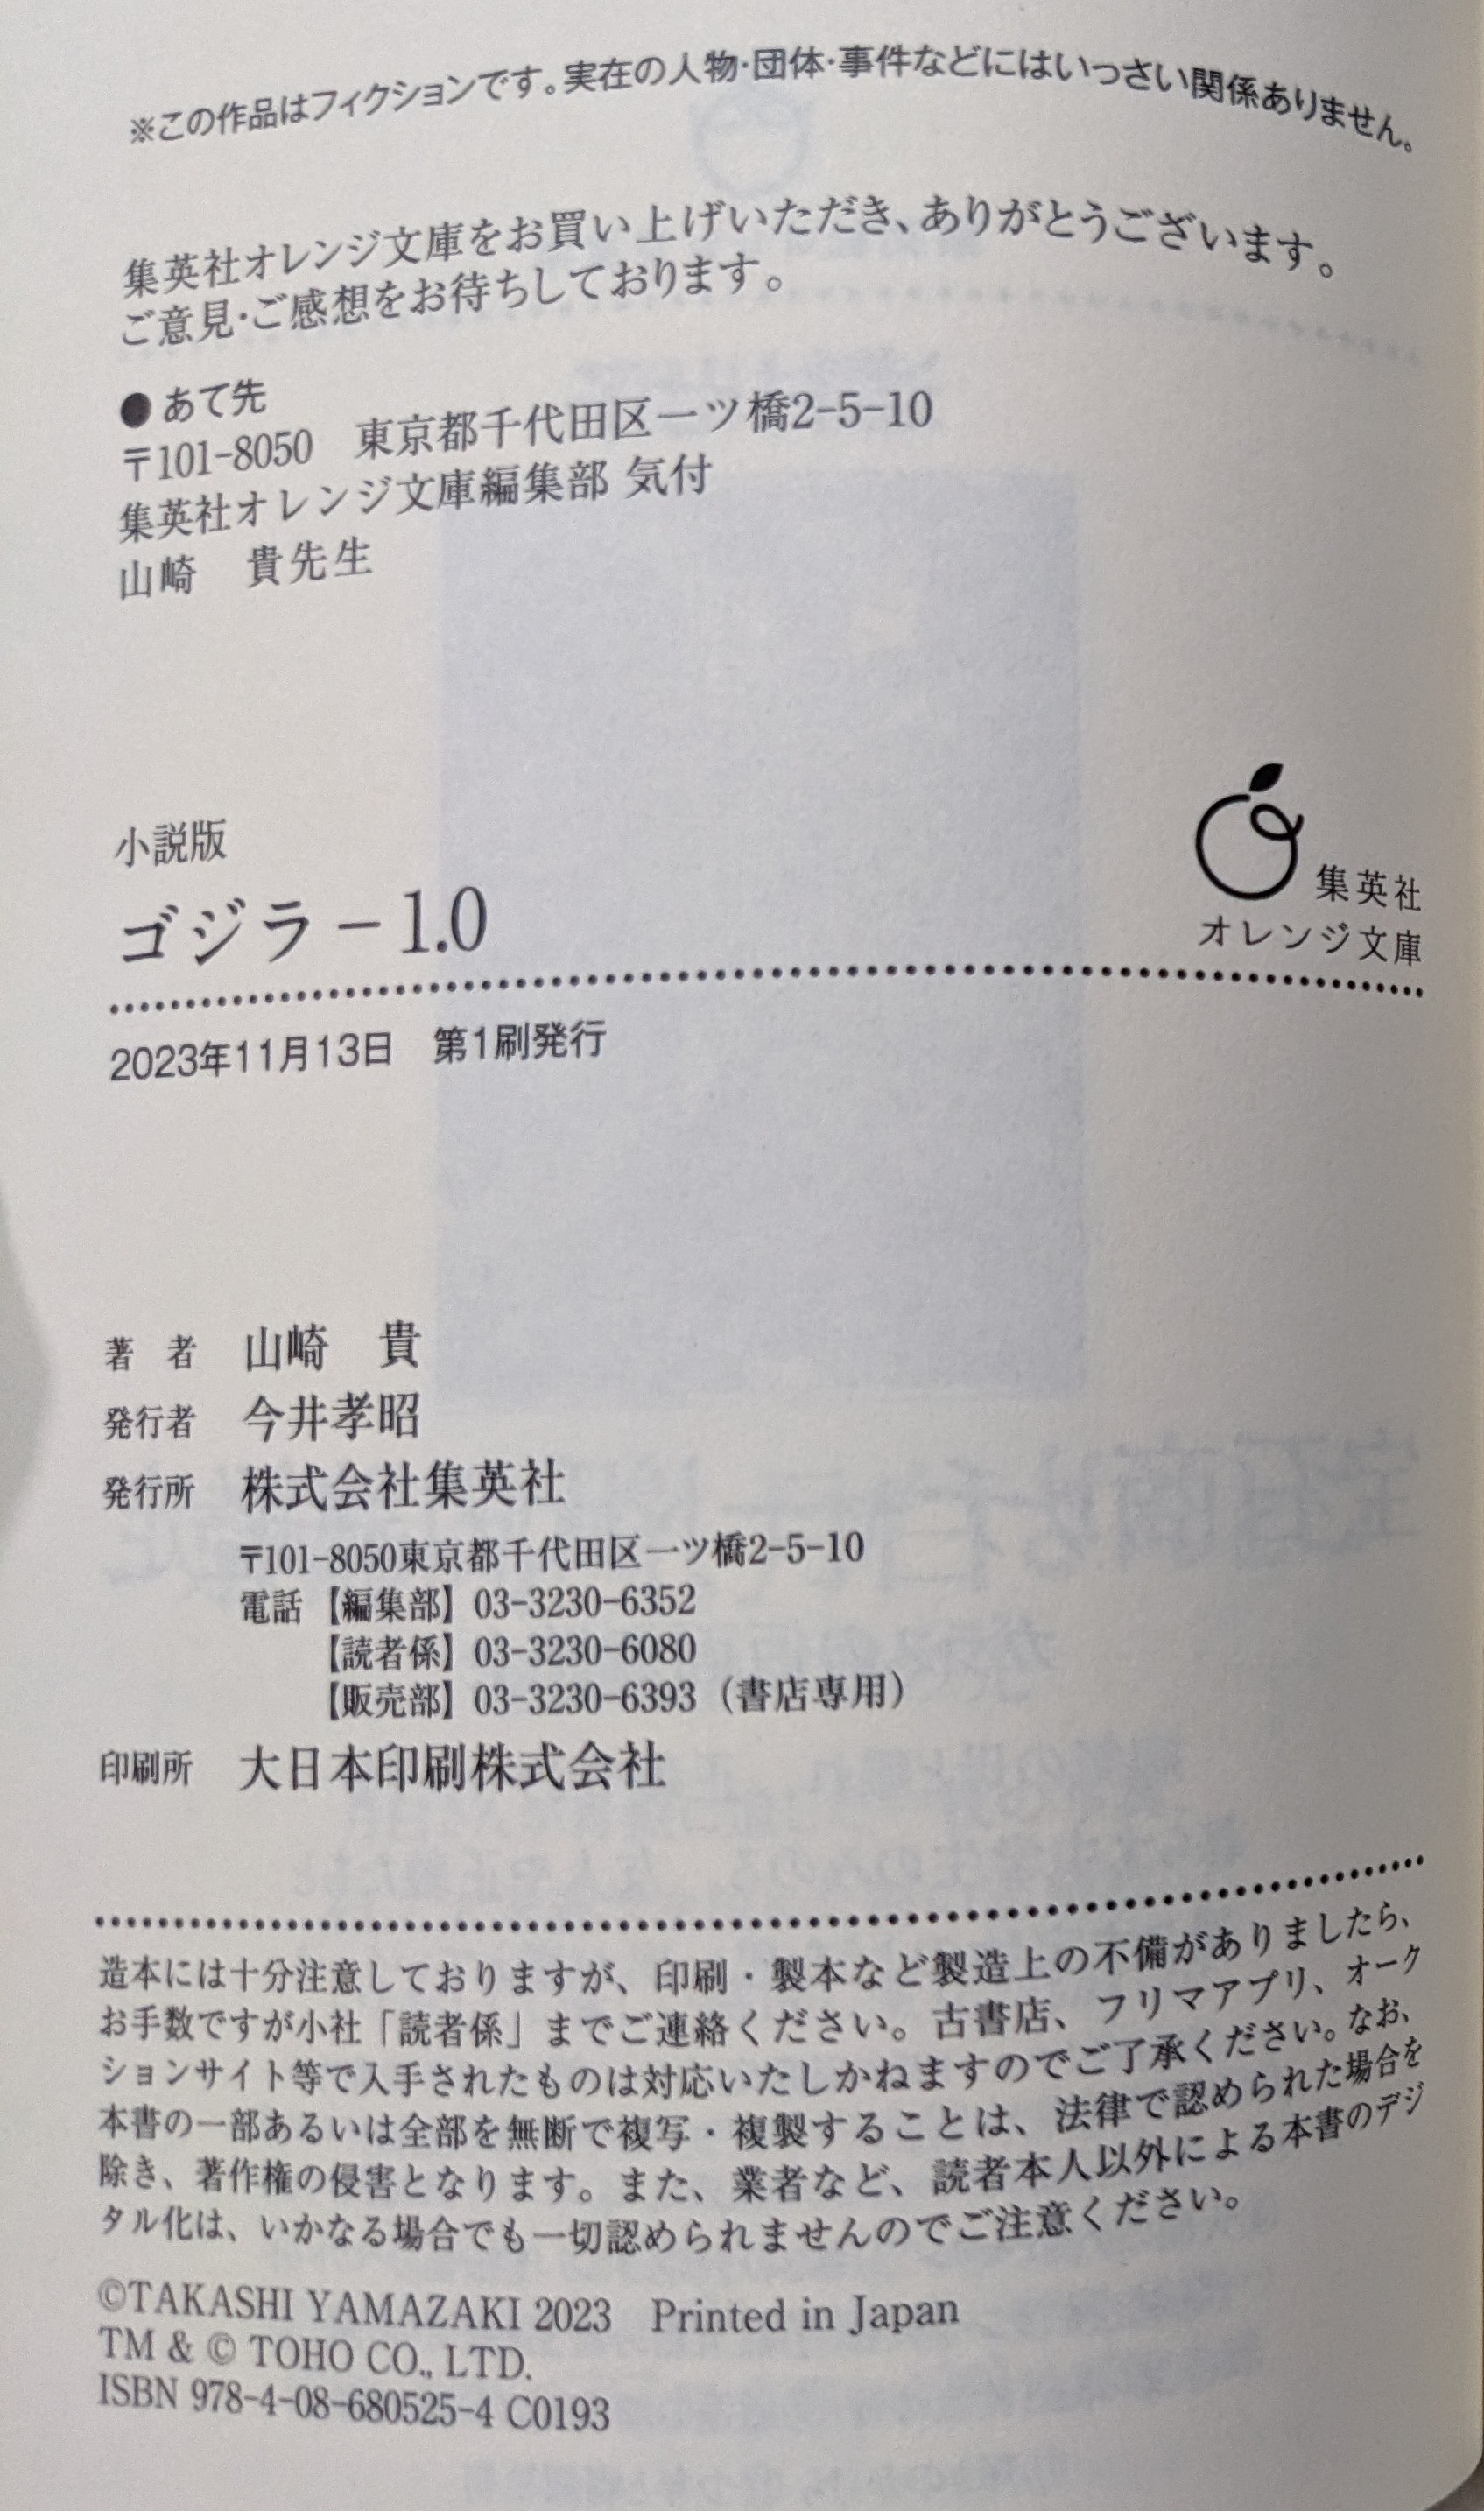 ※この作品はフィクションです。実在の人物・団体・事件などにはいっさい関係ありません。
集英社オレンジ文庫をお買い上げいただき、ありがとうございます。
ご意見・ご感想をお待ちしております。
●あて先
〒101-8050　東京都千代田区一ツ橋2-5-10
集英社オレンジ文庫編集部 気付
山崎　貴先生
小説版
ゴジラ－1.0
集英社
オレンジ文庫
2023年11月13日　第1刷発行
著　者　山崎　貴
発行者　今井孝昭
発行所　株式会社集英社
〒101-8050東京都千代田区一ツ橋2-5-10
電話【編集部】03-3230-6352
【読者係】03-3230-6080
【販売部】03-3230-6393（書店専用）
印刷所　大日本印刷株式会社
造本には十分注意しておりますが、印刷・製本など製造上の不備がありましたら、
お手数ですが小社「読者係」までご連絡ください。古書店、フリマアプリ、オーク
ションサイト等で入手されたものは対応いたしかねますのでご了承ください。なお、
本書の一部あるいは全部を無断で複写・複製することは、法律で認められた場合を
除き、著作権の侵害となります。また、業者など、読者本人以外による本書のデジ
タル化は、いかなる場合でも一切認められませんのでご注意ください。
©TAKASHI YAMAZAKI 2023　Printed in Japan
TM & © TOHO CO., LTD.
ISBN 978-4-08-680525-4 C0193